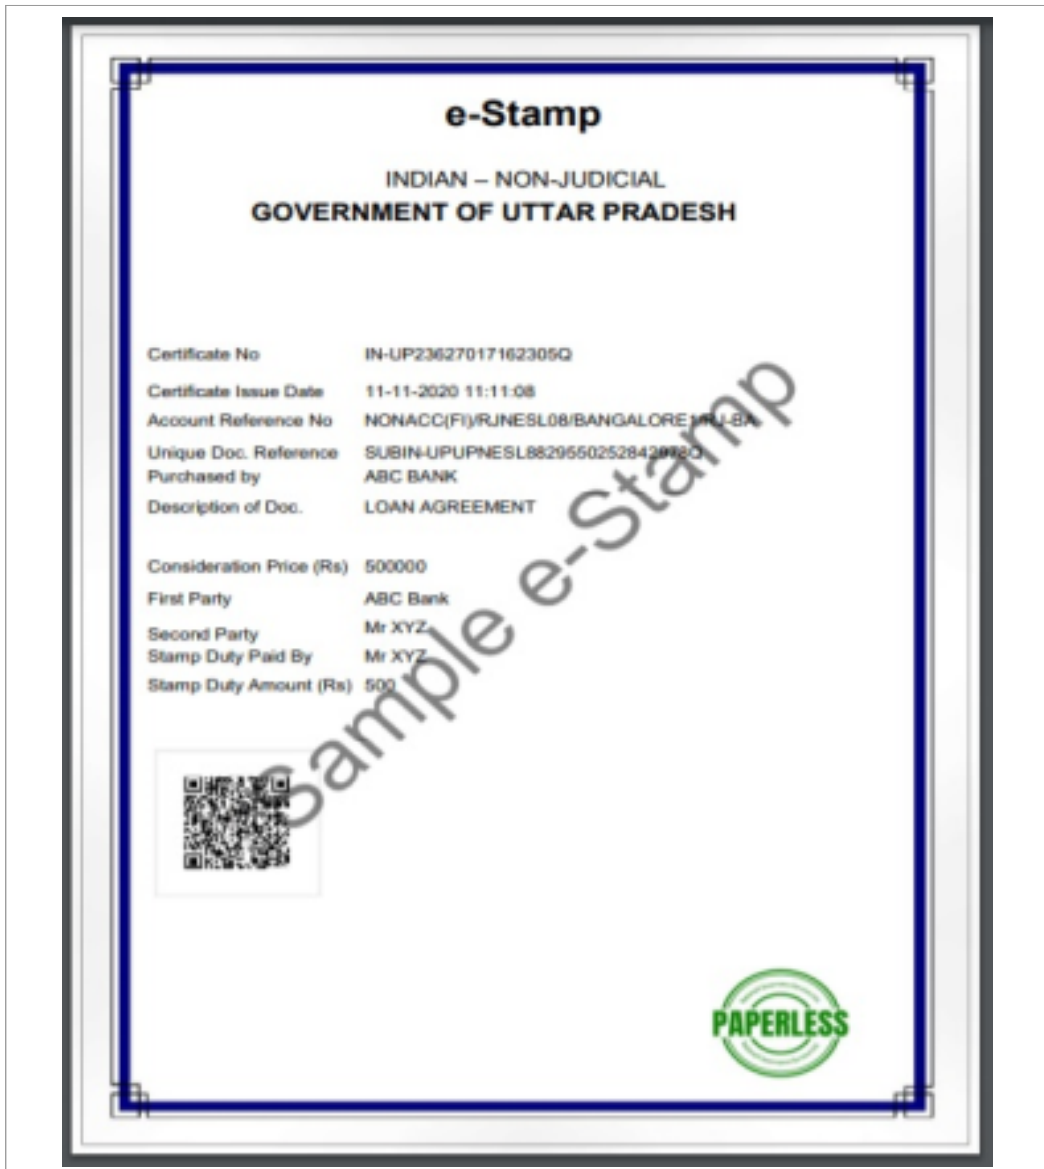 e-Stamp
INDIAN – NON-JUDICIAL
GOVERNMENT OF UTTAR PRADESH
Certificate No IN-UP23627017162305Q
Certificate Issue Date 11-11-2020 11:11:08
Account Reference No NONACC(FI)/RJNESL08/BANGALORE1/RJ-BA
Unique Doc. Reference
Purchased by ABC BANK
Description of Doc. LOAN AGREEMENT
Consideration Price (Rs) 500000
First Party ABC Bank
Second Party Mr XYZ
Stamp Duty Paid By Mr XYZ
Stamp Duty Amount (Rs) 500
Sample e-Stamp
PAPERLESS